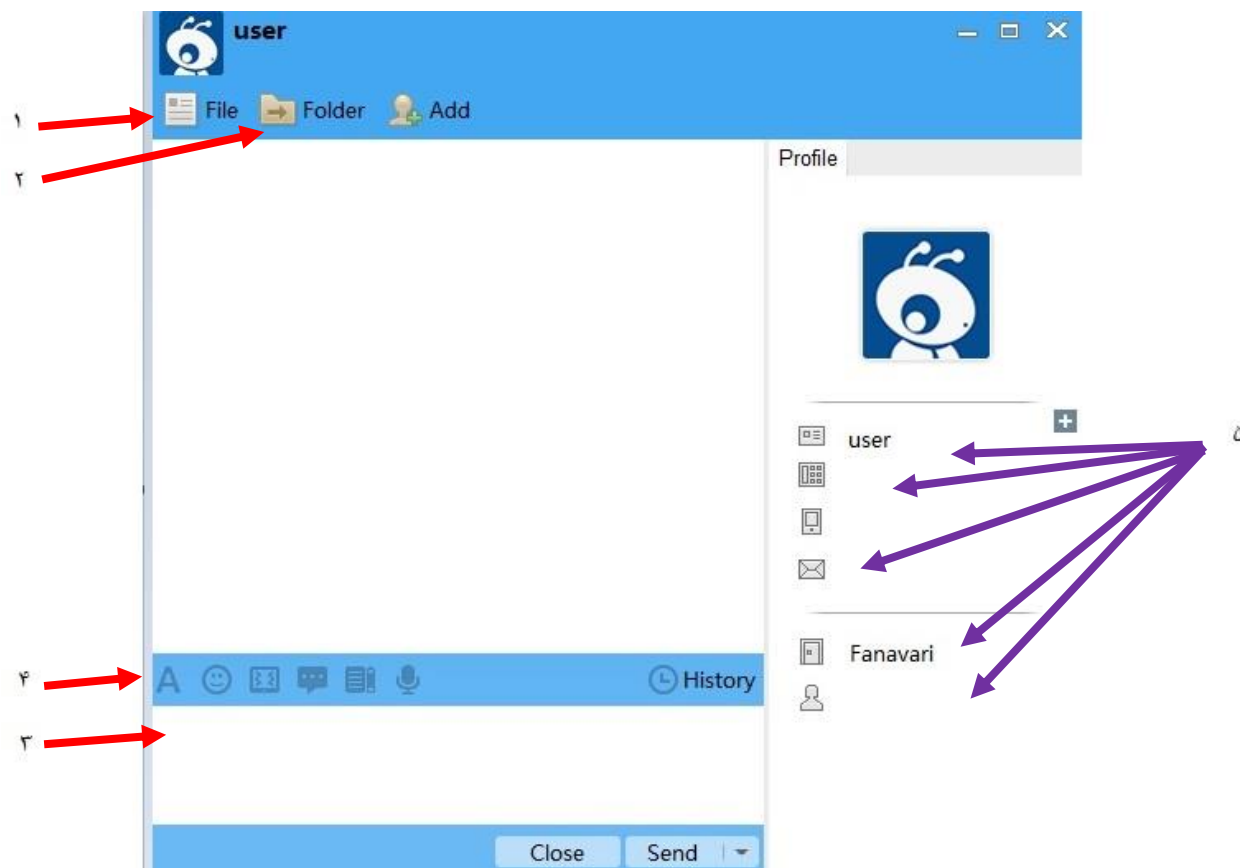 user
File Folder Add
۱
۲
Profile
user
Fanavari
۴
History
۳
Close Send